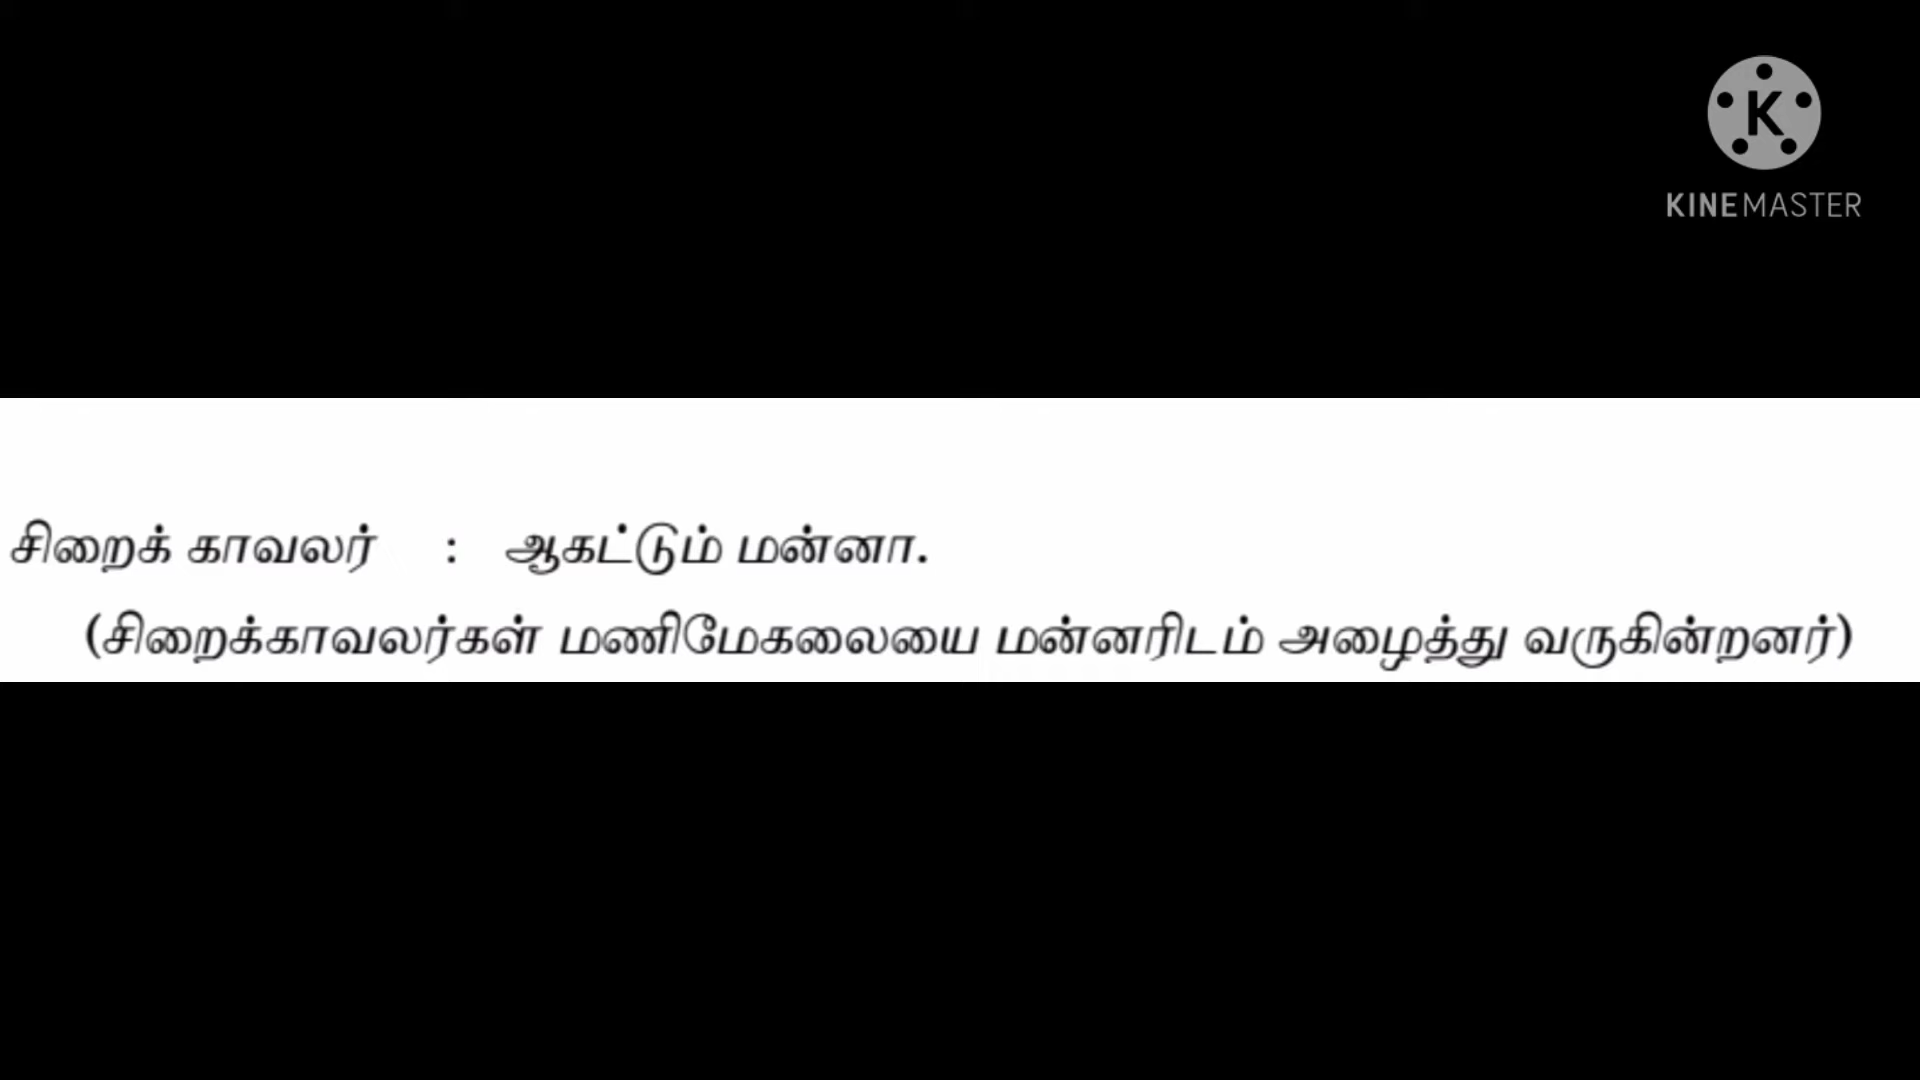 KINEMASTER
சிறைக் காவலர் : ஆகட்டும் மன்னா.
(சிறைக்காவலர்கள் மணிமேகலையை மன்னரிடம் அழைத்து வருகின்றனர்)